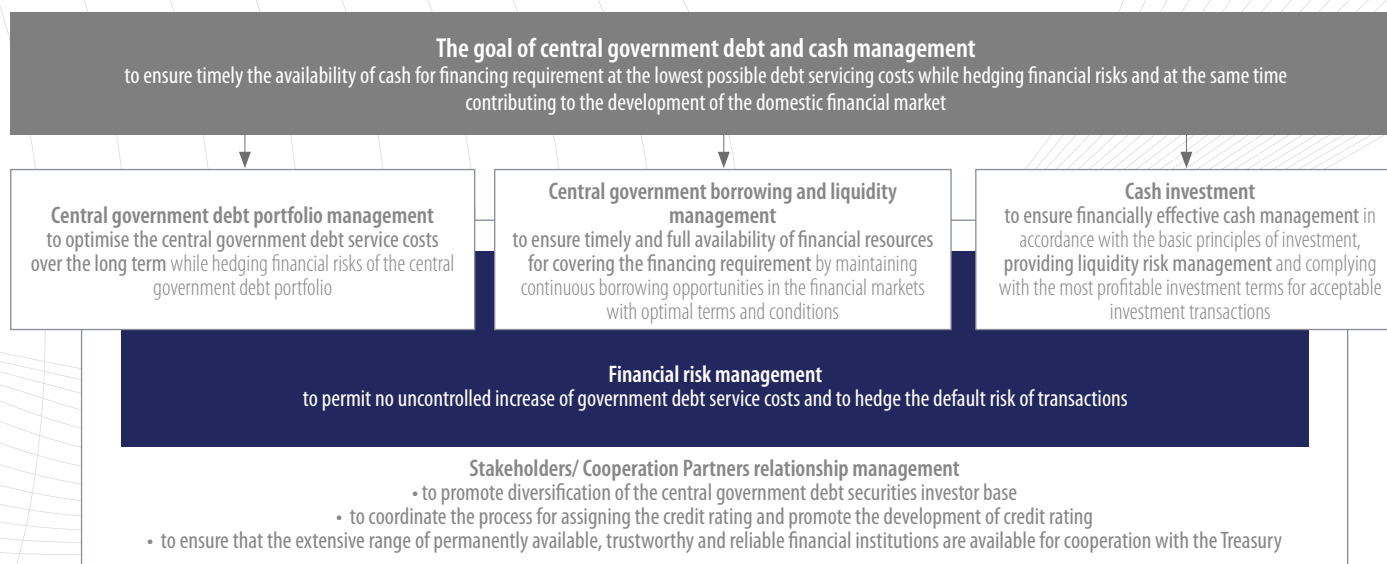 The goal of central government debt and cash management
to ensure timely the availability of cash for financing requirement at the lowest possible debt servicing costs while hedging financial risks and at the same time
contributing to the development of the domestic financial market
Central government debt portfolio management
to optimise the central government debt service costs
over the long term while hedging financial risks of the central
government debt portfolio
Central government borrowing and liquidity
management
to ensure timely and full availability of financial resources
for covering the financing requirement by maintaining
continuous borrowing opportunities in the financial markets
with optimal terms and conditions
Cash investment
to ensure financially effective cash management in
accordance with the basic principles of investment,
providing liquidity risk management and complying
with the most profitable investment terms for acceptable
investment transactions
Financial risk management
to permit no uncontrolled increase of government debt service costs and to hedge the default risk of transactions
Stakeholders/ Cooperation Partners relationship management
• to promote diversification of the central government debt securities investor base
• to coordinate the process for assigning the credit rating and promote the development of credit rating
• to ensure that the extensive range of permanently available, trustworthy and reliable financial institutions are available for cooperation with the Treasury